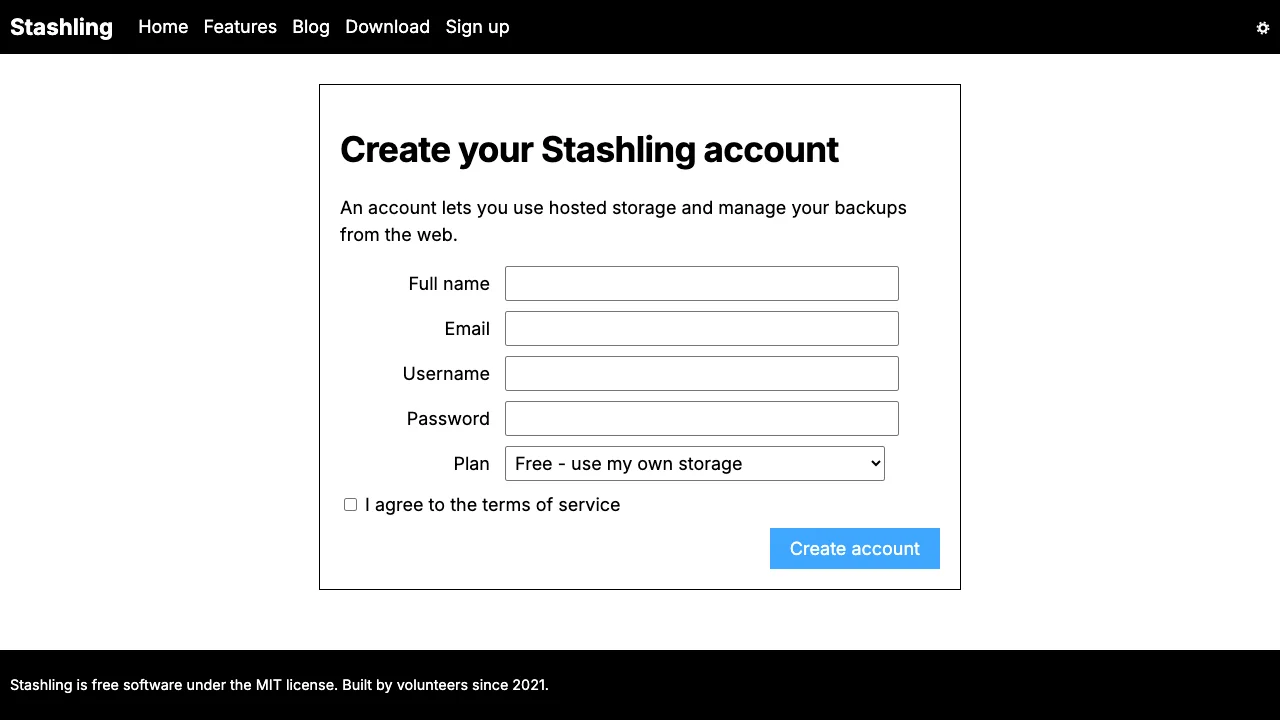 Stashling Home Features Blog Download Sign up
Create your Stashling account
An account lets you use hosted storage and manage your backups
from the web.
Full name
Email
Username
Password
Plan Free - use my own storage
I agree to the terms of service
Create account
Stashling is free software under the MIT license. Built by volunteers since 2021.